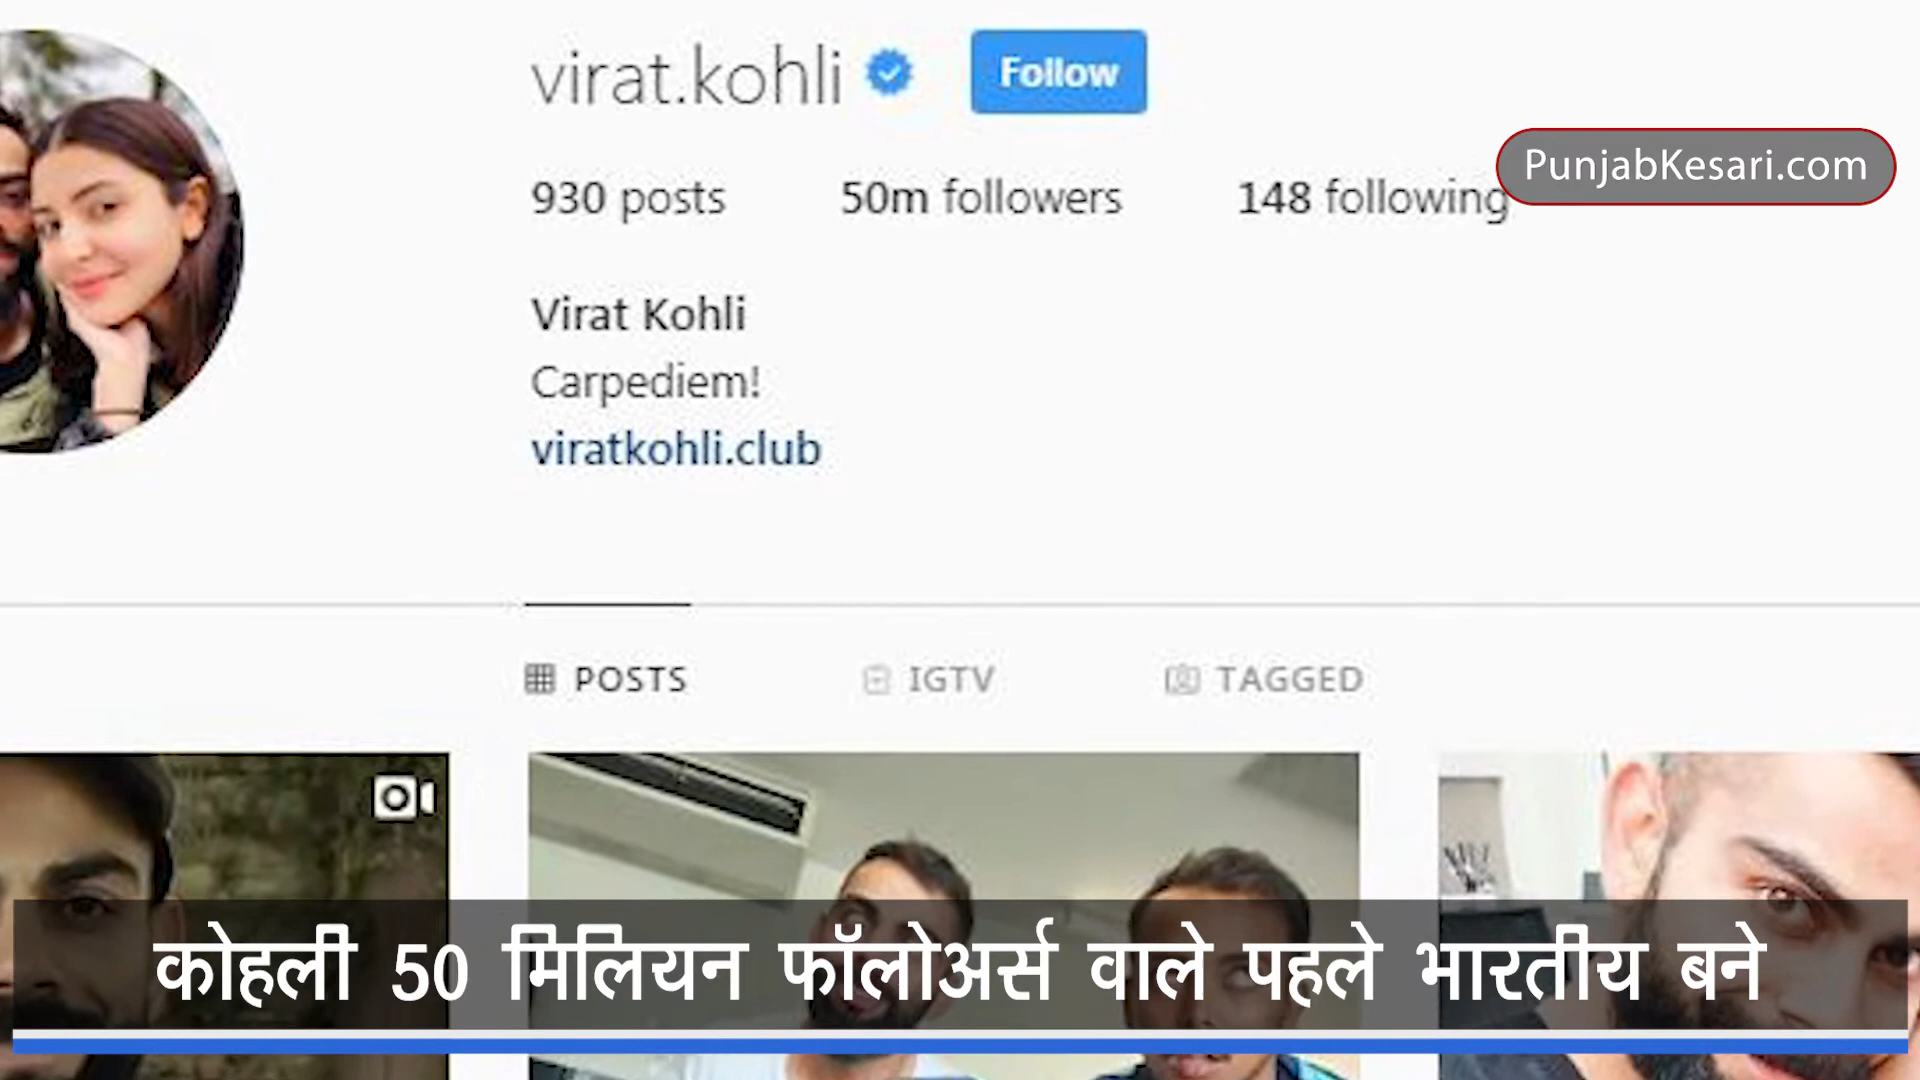 virat.kohli
Follow
PunjabKesari.com
930 posts
50m followers
148 following
Virat Kohli
Carpediem!
viratkohli.club
POSTS
IGTV
TAGGED
कोहली 50 मिलियन फॉलोअर्स वाले पहले भारतीय बने